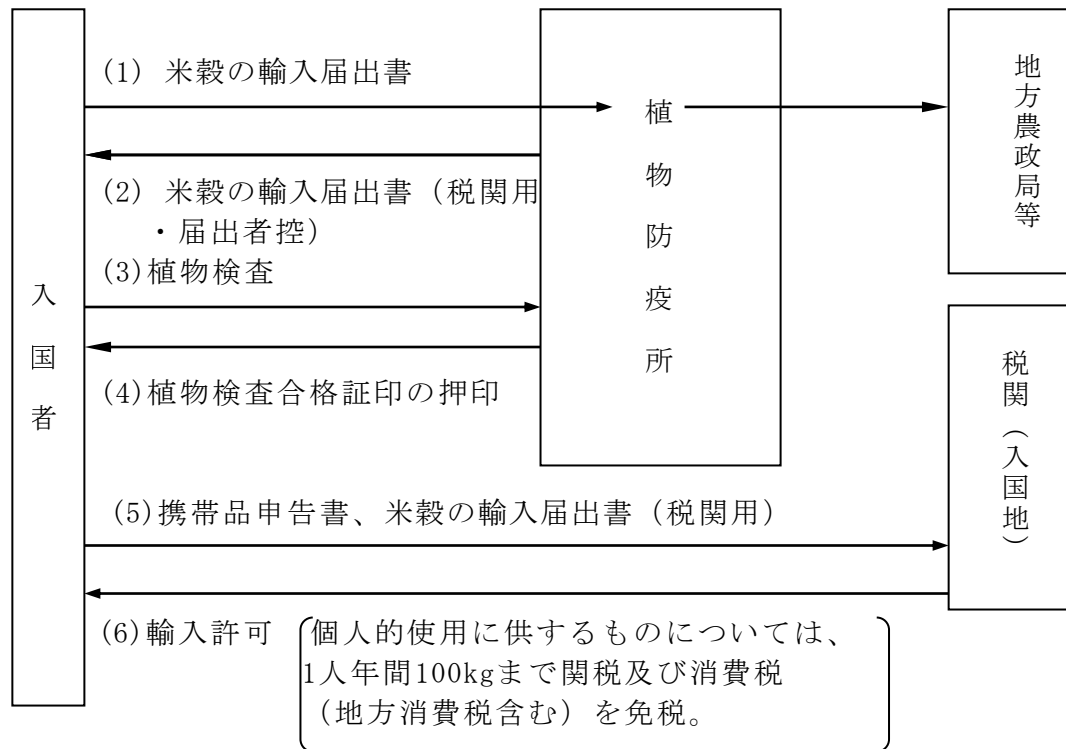 (1) 米穀の輸入届出書
地方農政局等
植物防疫所
(2) 米穀の輸入届出書（税関用
・届出者控）
(3)植物検査
入国者
(4)植物検査合格証印の押印
税関（入国地）
(5)携帯品申告書、米穀の輸入届出書（税関用）
(6)輸入許可
個人的使用に供するものについては、
1人年間100kgまで関税及び消費税
（地方消費税含む）を免税。